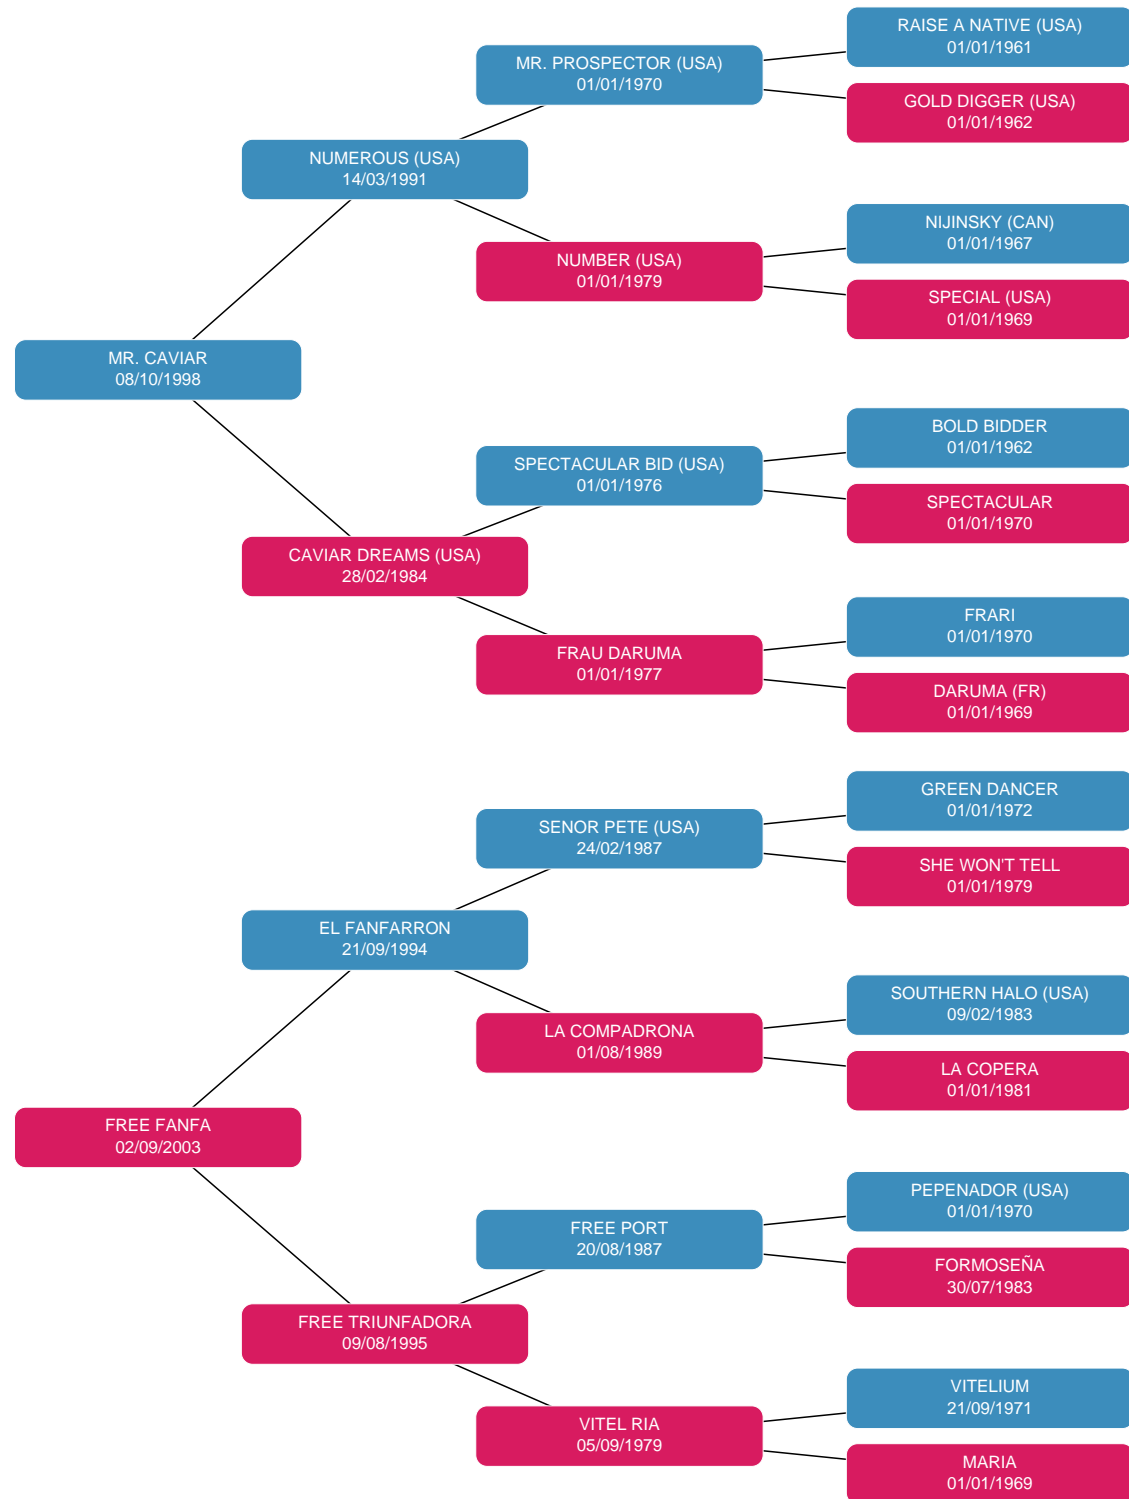 RAISE A NATIVE (USA)
01/01/1961
MR. PROSPECTOR (USA)
01/01/1970
GOLD DIGGER (USA)
01/01/1962
NUMEROUS (USA)
14/03/1991
NIJINSKY (CAN)
01/01/1967
NUMBER (USA)
01/01/1979
SPECIAL (USA)
01/01/1969
MR. CAVIAR
08/10/1998
BOLD BIDDER
01/01/1962
SPECTACULAR BID (USA)
01/01/1976
SPECTACULAR
01/01/1970
CAVIAR DREAMS (USA)
28/02/1984
FRARI
01/01/1970
FRAU DARUMA
01/01/1977
DARUMA (FR)
01/01/1969
GREEN DANCER
01/01/1972
SENOR PETE (USA)
24/02/1987
SHE WON'T TELL
01/01/1979
EL FANFARRON
21/09/1994
SOUTHERN HALO (USA)
09/02/1983
LA COMPADRONA
01/08/1989
LA COPERA
01/01/1981
FREE FANFA
02/09/2003
PEPENADOR (USA)
01/01/1970
FREE PORT
20/08/1987
FORMOSEÑA
30/07/1983
FREE TRIUNFADORA
09/08/1995
VITELIUM
21/09/1971
VITEL RIA
05/09/1979
MARIA
01/01/1969